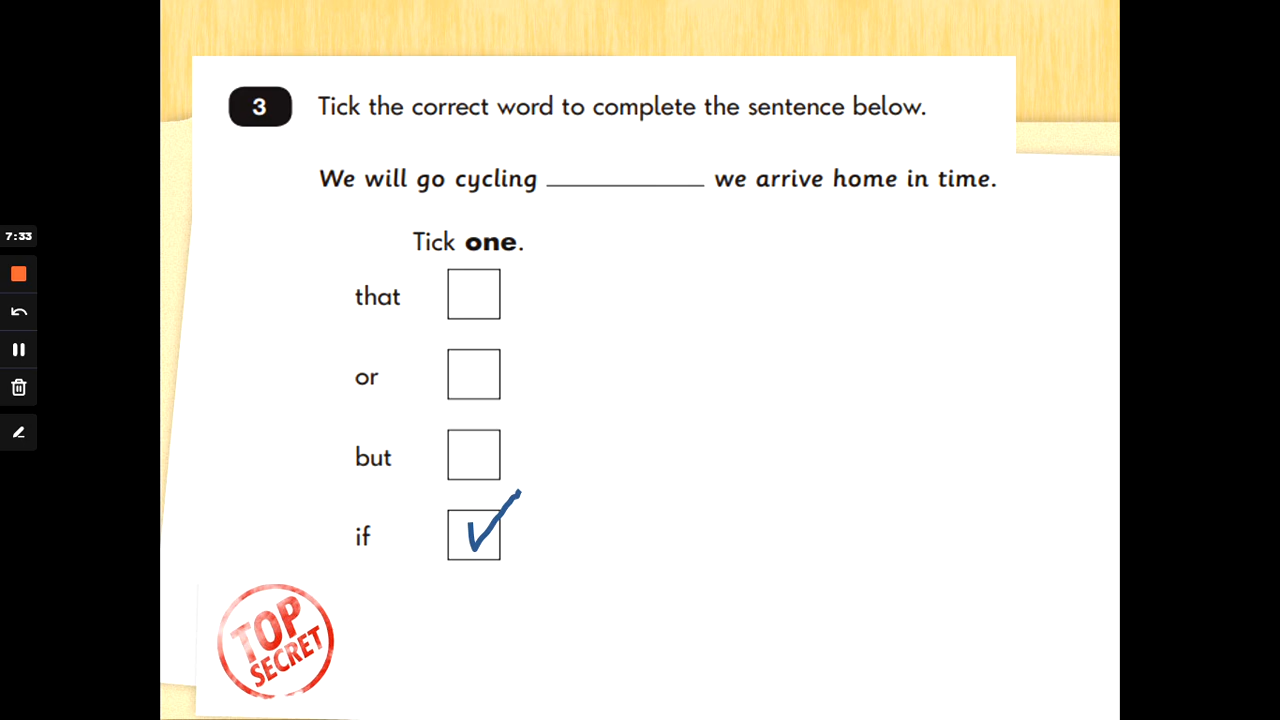 3 Tick the correct word to complete the sentence below.
We will go cycling ____________ we arrive home in time.
Tick one.
that
or
but
if
7:33
TOP
SECRET